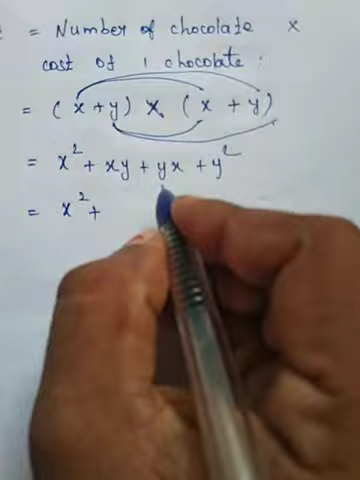 = Number of chocolate ×
cost of 1 chocolate.
= (x+y) × (x + y)
= x² + xy + yx + y²
= x² +